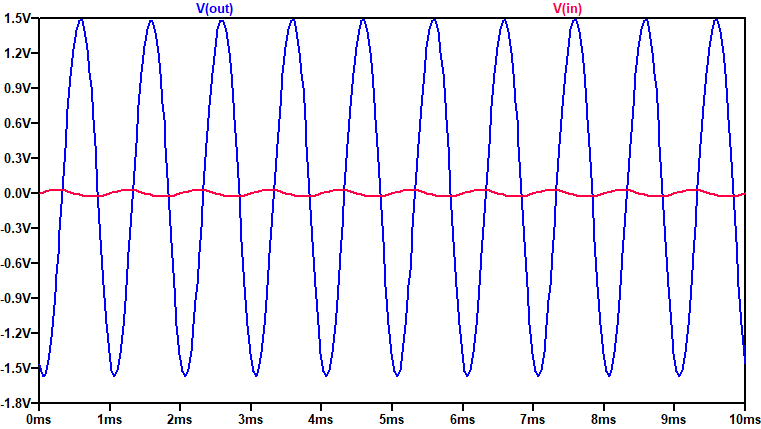 V(out) V(in)
1.5V
1.2V
0.9V
0.6V
0.3V
0.0V
-0.3V
-0.6V
-0.9V
-1.2V
-1.5V
-1.8V
0ms 1ms 2ms 3ms 4ms 5ms 6ms 7ms 8ms 9ms 10ms